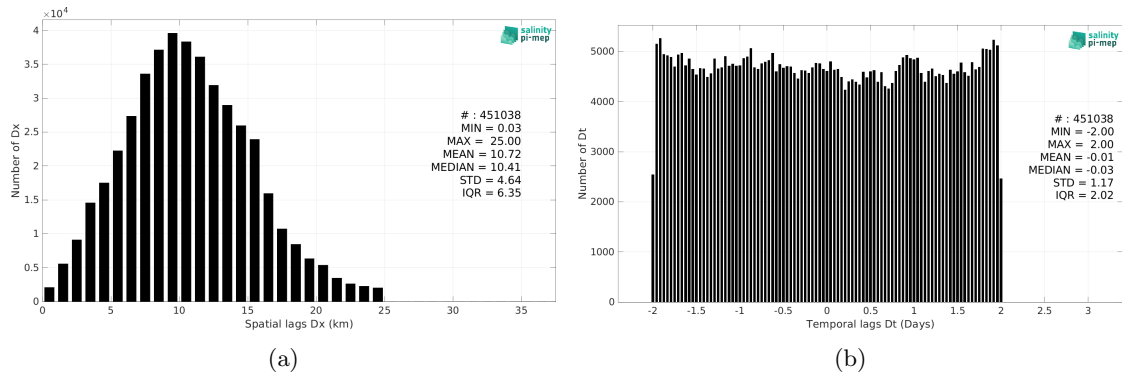 ×10⁴
4
3.5
3
2.5
2
1.5
1
0.5
0
Number of Dx
salinity
pi-mep
# : 451038
MIN = 0.03
MAX = 25.00
MEAN = 10.72
MEDIAN = 10.41
STD = 4.64
IQR = 6.35
0 5 10 15 20 25 30 35
Spatial lags Dx (km)
(a)
5000
4000
3000
2000
1000
0
Number of Dt
salinity
pi-mep
# : 451038
MIN = -2.00
MAX = 2.00
MEAN = -0.01
MEDIAN = -0.03
STD = 1.17
IQR = 2.02
-2 -1.5 -1 -0.5 0 0.5 1 1.5 2 2.5 3
Temporal lags Dt (Days)
(b)